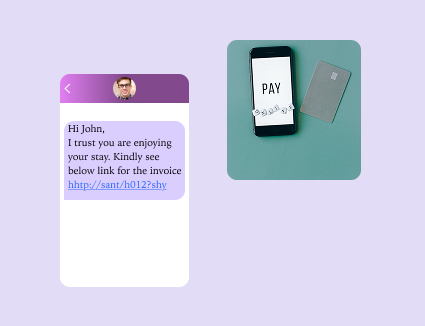 Hi John,
I trust you are enjoying
your stay. Kindly see
below link for the invoice
hhtp://sant/h012?shy
PAY